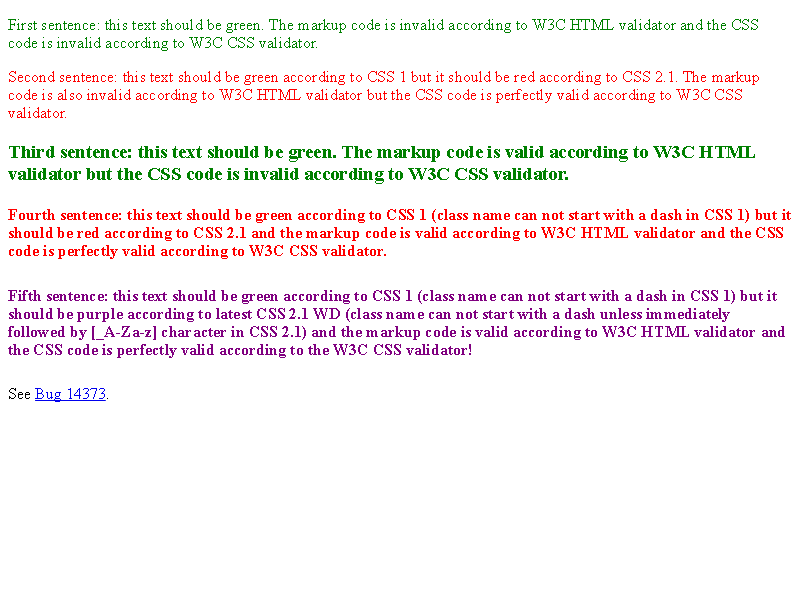 First sentence: this text should be green. The markup code is invalid according to W3C HTML validator and the CSS
code is invalid according to W3C CSS validator.
Second sentence: this text should be green according to CSS 1 but it should be red according to CSS 2.1. The markup
code is also invalid according to W3C HTML validator but the CSS code is perfectly valid according to W3C CSS
validator.
Third sentence: this text should be green. The markup code is valid according to W3C HTML
validator but the CSS code is invalid according to W3C CSS validator.
Fourth sentence: this text should be green according to CSS 1 (class name can not start with a dash in CSS 1) but it
should be red according to CSS 2.1 and the markup code is valid according to W3C HTML validator and the CSS
code is perfectly valid according to W3C CSS validator.
Fifth sentence: this text should be green according to CSS 1 (class name can not start with a dash in CSS 1) but it
should be purple according to latest CSS 2.1 WD (class name can not start with a dash unless immediately
followed by [_A-Za-z] character in CSS 2.1) and the markup code is valid according to W3C HTML validator and
the CSS code is perfectly valid according to the W3C CSS validator!
See Bug 14373.